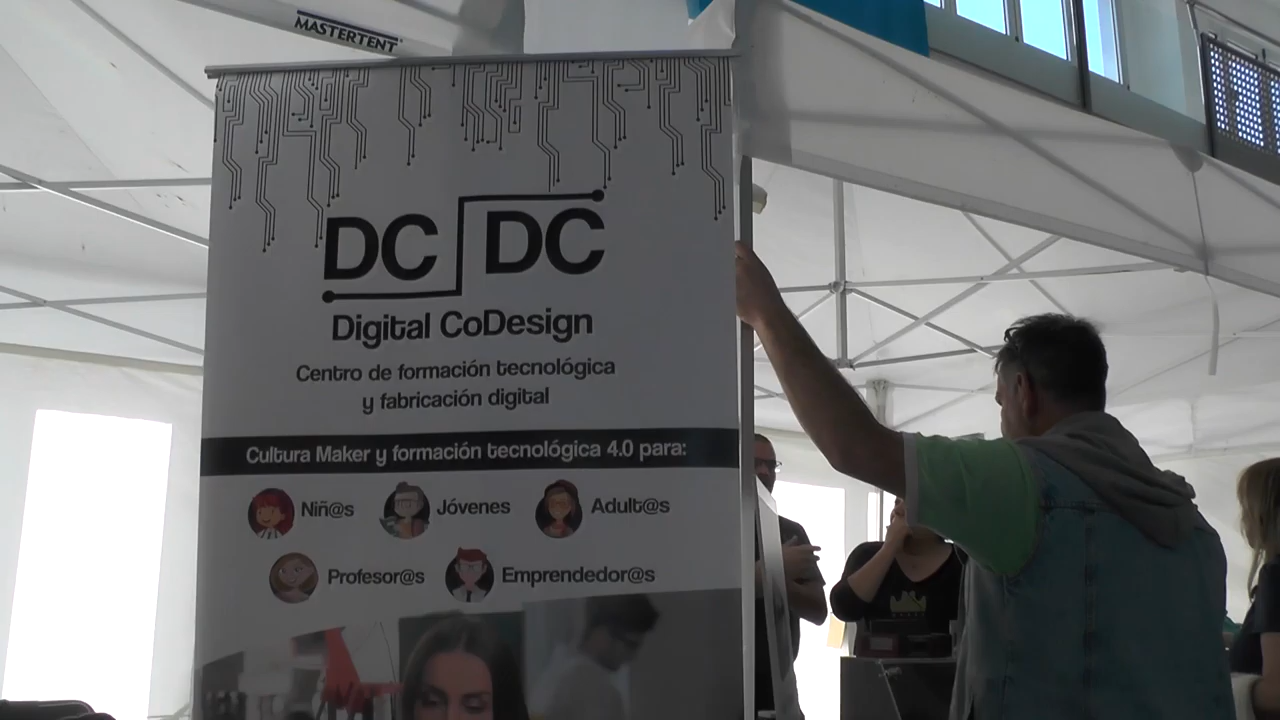 MASTERTENT
DC DC
Digital CoDesign
Centro de formación tecnológica
y fabricación digital
Cultura Maker y formación tecnológica 4.0 para:
Niñ@s Jóvenes Adult@s
Profesor@s Emprendedor@s